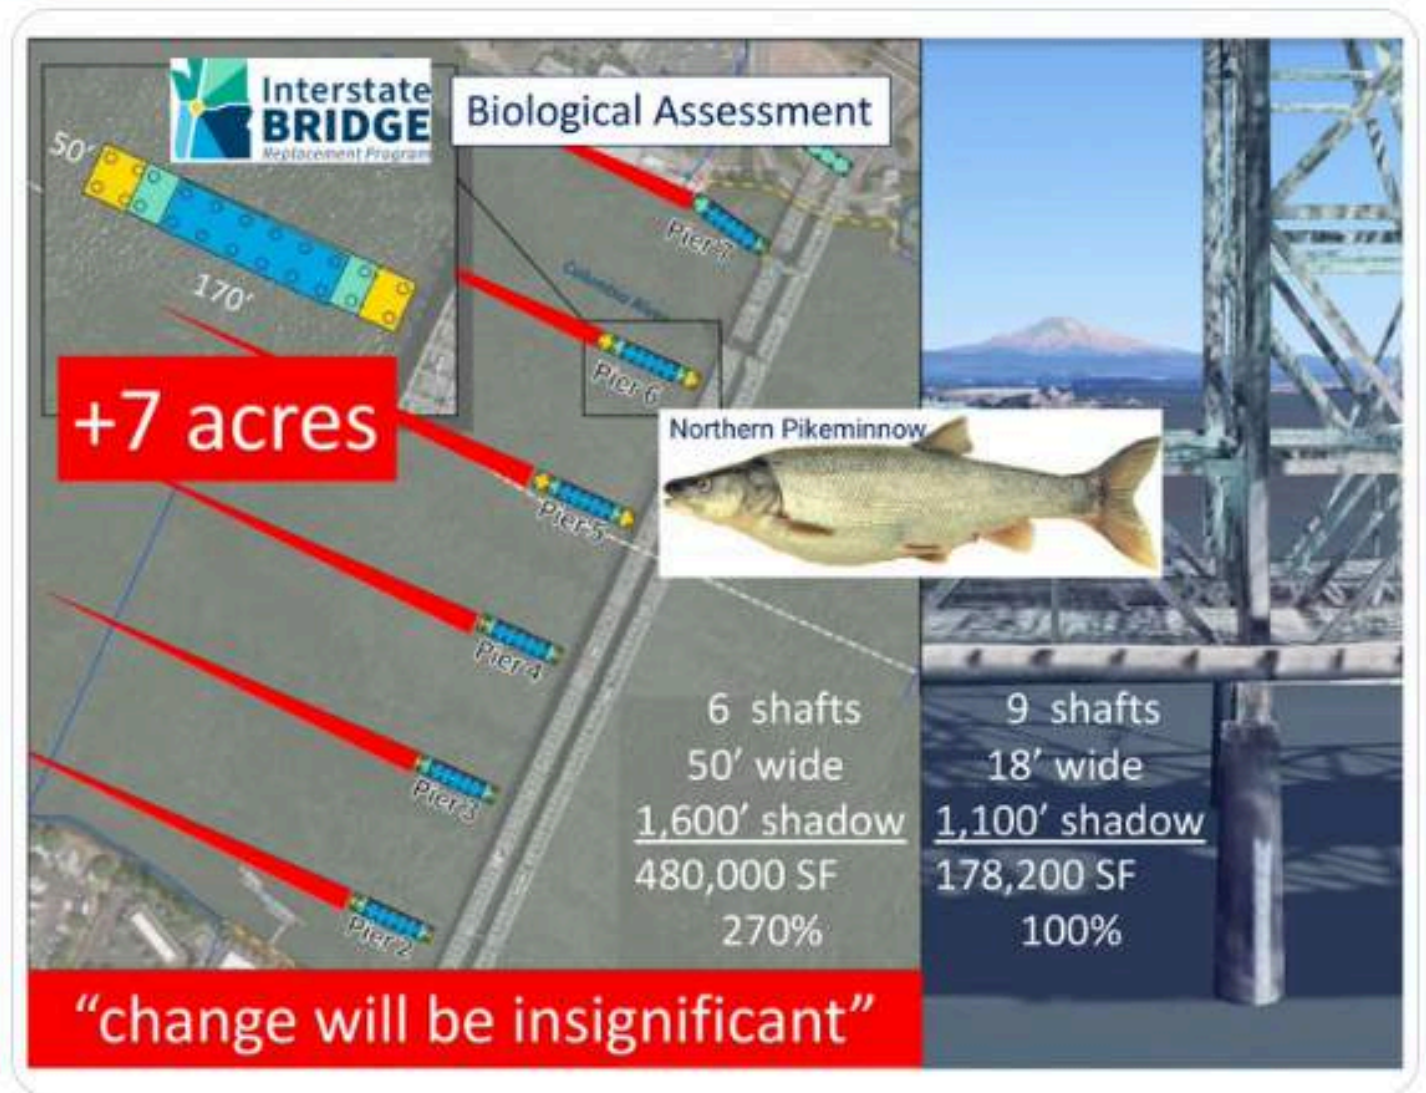 Interstate
BRIDGE
Replacement Program
Biological Assessment
50'
170'
Pier 7
Columbia River
Pier 6
+7 acres
Northern Pikeminnow
Pier 5
Pier 4
Pier 3
Pier 2
6 shafts
50' wide
1,600' shadow
480,000 SF
270%
9 shafts
18' wide
1,100' shadow
178,200 SF
100%
“change will be insignificant”